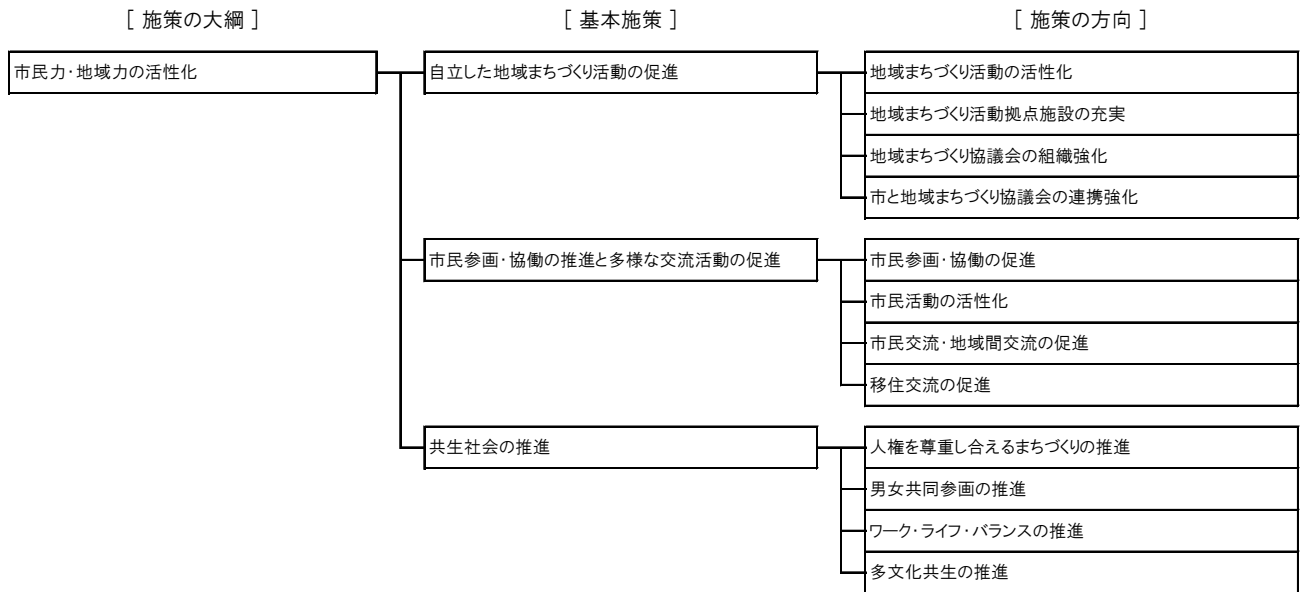 [ 施策の大綱 ]
[ 基本施策 ]
[ 施策の方向 ]
市民力・地域力の活性化
自立した地域まちづくり活動の促進
地域まちづくり活動の活性化
地域まちづくり活動拠点施設の充実
地域まちづくり協議会の組織強化
市と地域まちづくり協議会の連携強化
市民参画・協働の推進と多様な交流活動の促進
市民参画・協働の促進
市民活動の活性化
市民交流・地域間交流の促進
移住交流の促進
共生社会の推進
人権を尊重し合えるまちづくりの推進
男女共同参画の推進
ワーク・ライフ・バランスの推進
多文化共生の推進